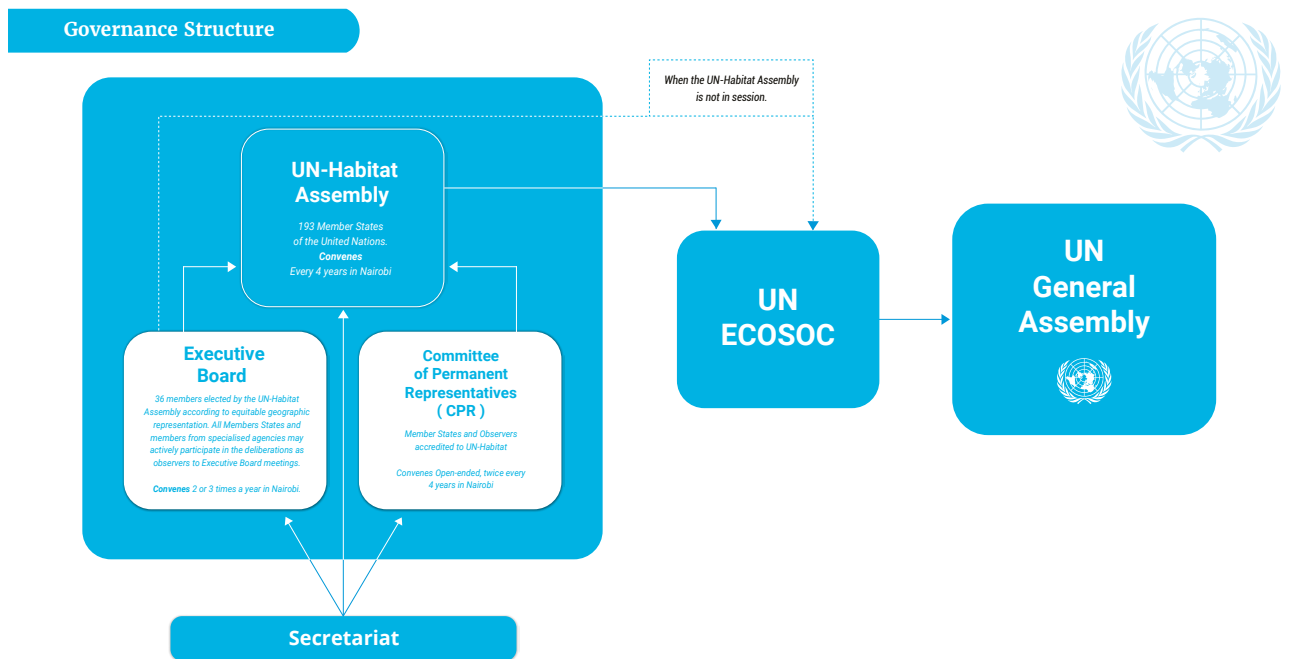 Governance Structure
When the UN-Habitat Assembly
is not in session.
UN-Habitat
Assembly
193 Member States
of the United Nations.
Convenes
Every 4 years in Nairobi
Executive
Board
36 members elected by the UN-Habitat
Assembly according to equitable geographic
representation. All Members States and
members from specialised agencies may
actively participate in the deliberations as
observers to Executive Board meetings.
Convenes 2 or 3 times a year in Nairobi.
Committee
of Permanent
Representatives
( CPR )
Member States and Observers
accredited to UN-Habitat
Convenes Open-ended, twice every
4 years in Nairobi
UN
ECOSOC
UN
General
Assembly
Secretariat